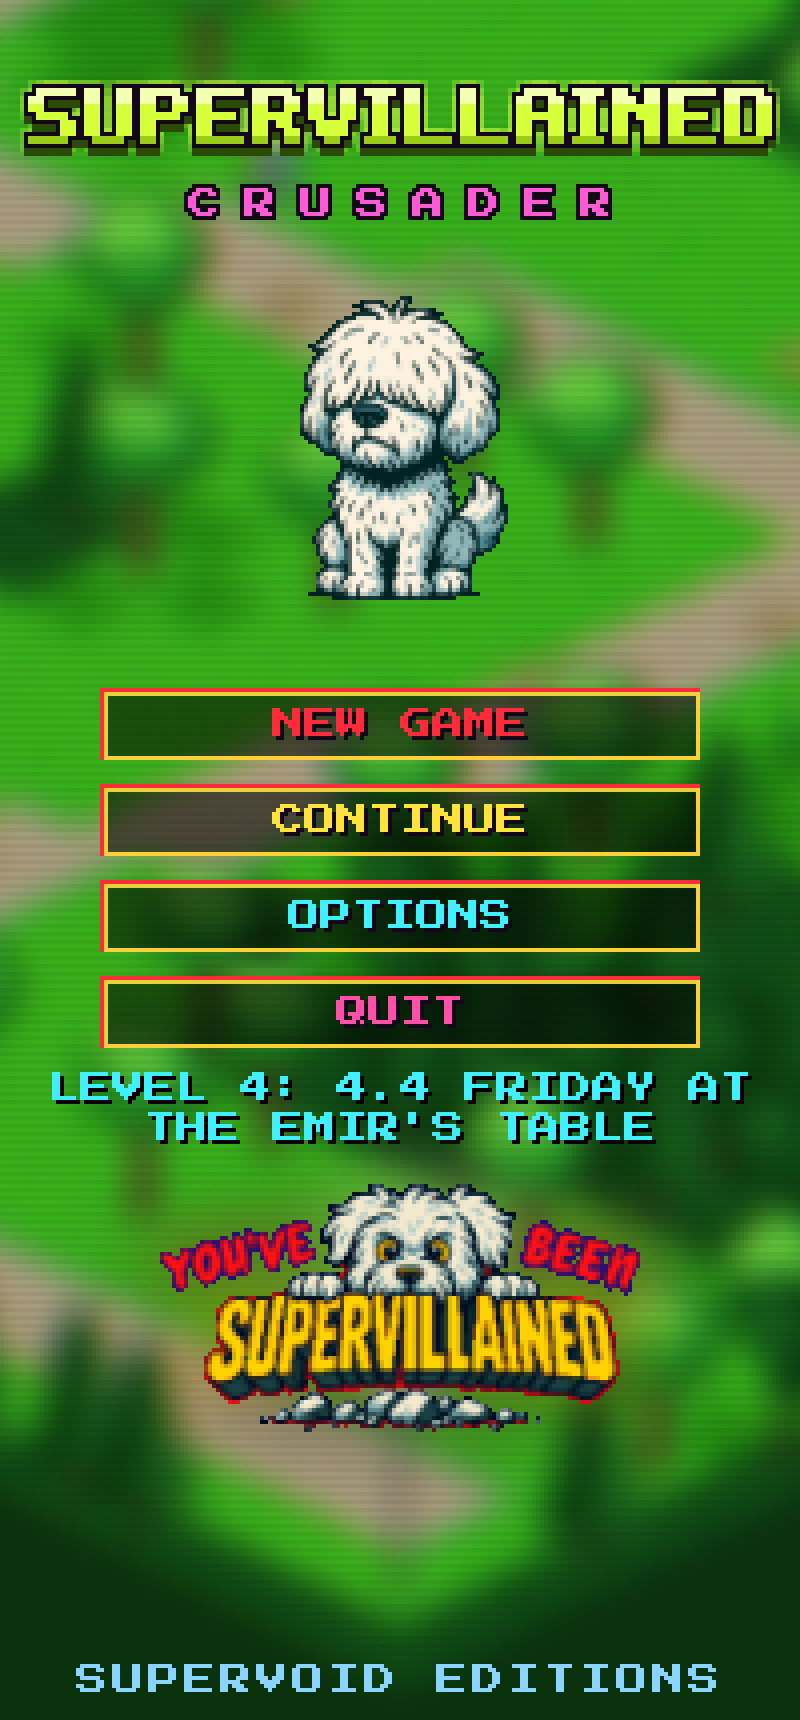 SUPERVILLAINED
CRUSADER
NEW GAME
CONTINUE
OPTIONS
QUIT
LEVEL 4: 4.4 FRIDAY AT
THE EMIR'S TABLE
YOU'VE BEEN
SUPERVILLAINED
SUPERVOID EDITIONS